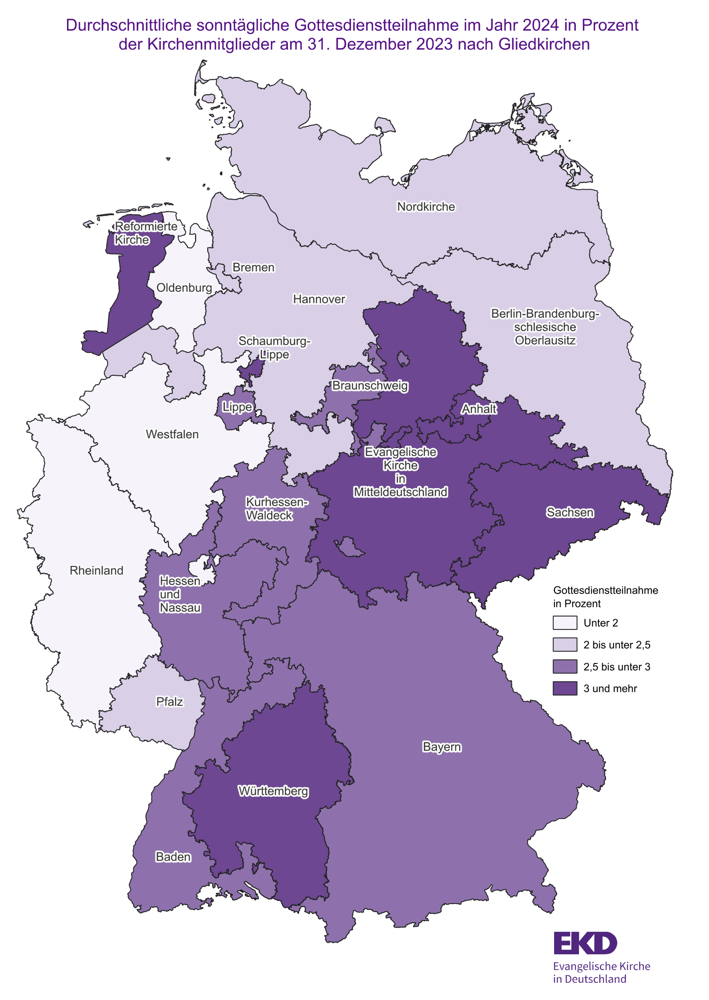 Durchschnittliche sonntägliche Gottesdienstteilnahme im Jahr 2024 in Prozent
der Kirchenmitglieder am 31. Dezember 2023 nach Gliedkirchen
Nordkirche
Reformierte
Kirche
Bremen
Oldenburg
Hannover
Berlin-Brandenburg-
schlesische
Oberlausitz
Schaumburg-
Lippe
Braunschweig
Lippe
Anhalt
Westfalen
Evangelische
Kirche
in
Mitteldeutschland
Kurhessen-
Waldeck
Sachsen
Rheinland
Hessen
und
Nassau
Gottesdienstteilnahme
in Prozent
Unter 2
2 bis unter 2,5
2,5 bis unter 3
3 und mehr
Pfalz
Bayern
Württemberg
Baden
EKD
Evangelische Kirche
in Deutschland